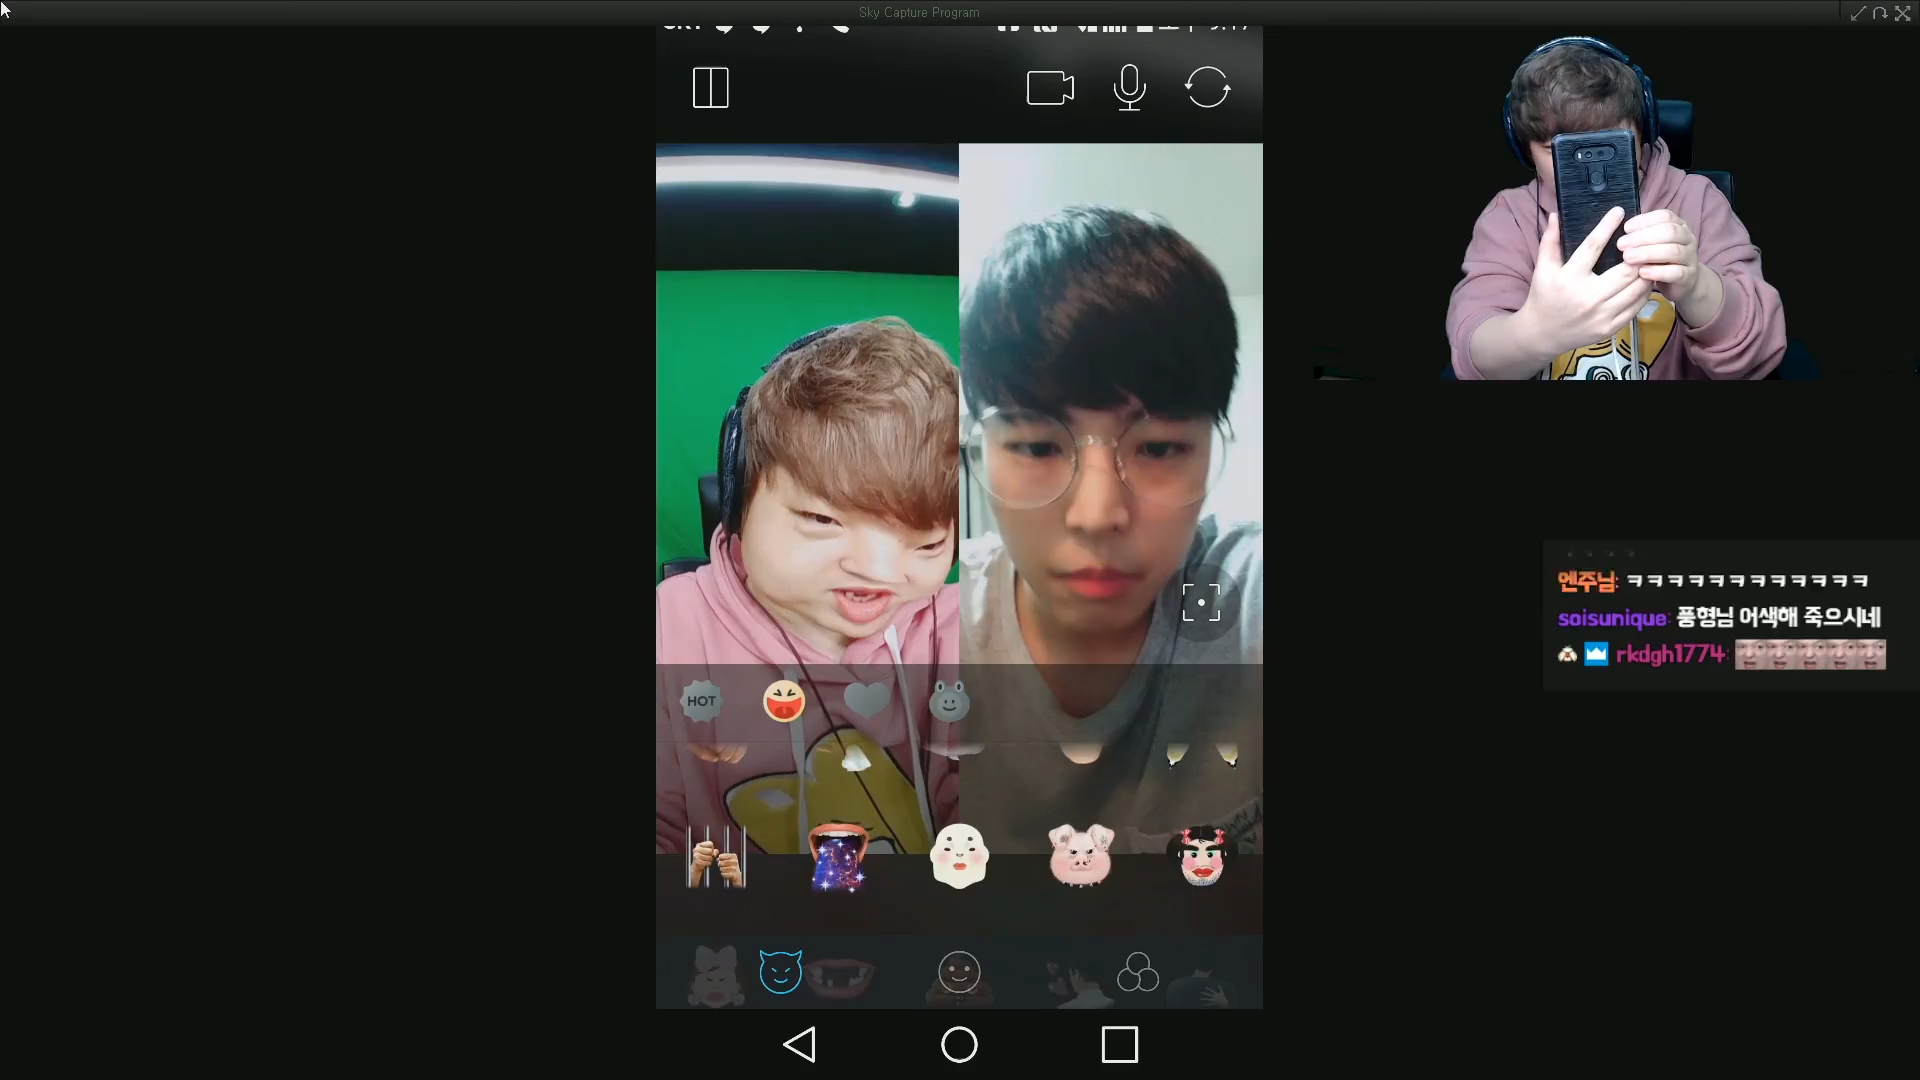 Sky Capture Program
HOT
엔주님: ㅋㅋㅋㅋㅋㅋㅋㅋㅋㅋㅋㅋ
soisunique: 풍형님 어색해 죽으시네
rkdgh1774: